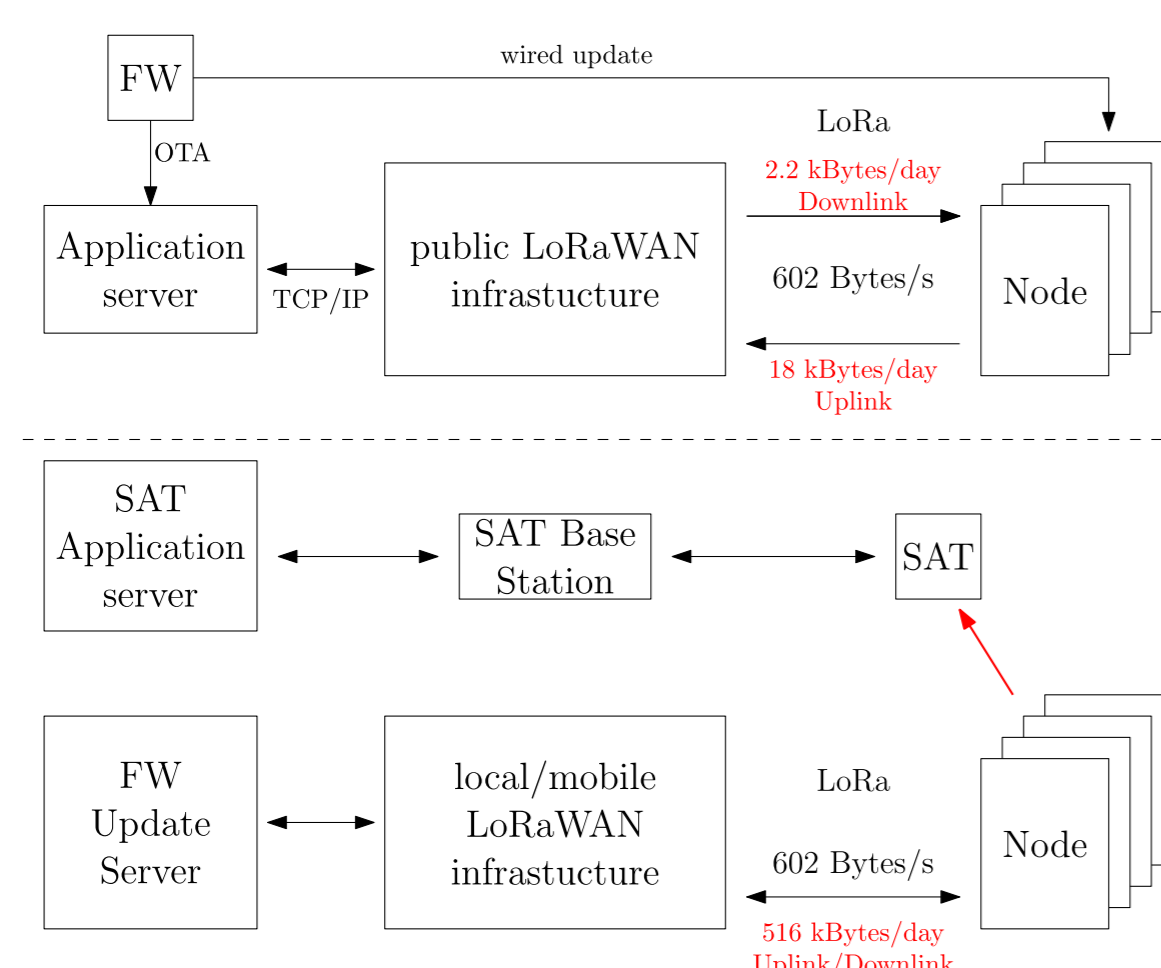 FW
wired update
OTA
LoRa
2.2 kBytes/day
Downlink
Application
server
TCP/IP
public LoRaWAN
infrastucture
602 Bytes/s
Node
18 kBytes/day
Uplink
SAT
Application
server
SAT Base
Station
SAT
FW
Update
Server
local/mobile
LoRaWAN
infrastucture
LoRa
602 Bytes/s
Node
516 kBytes/day
Uplink/Downlink